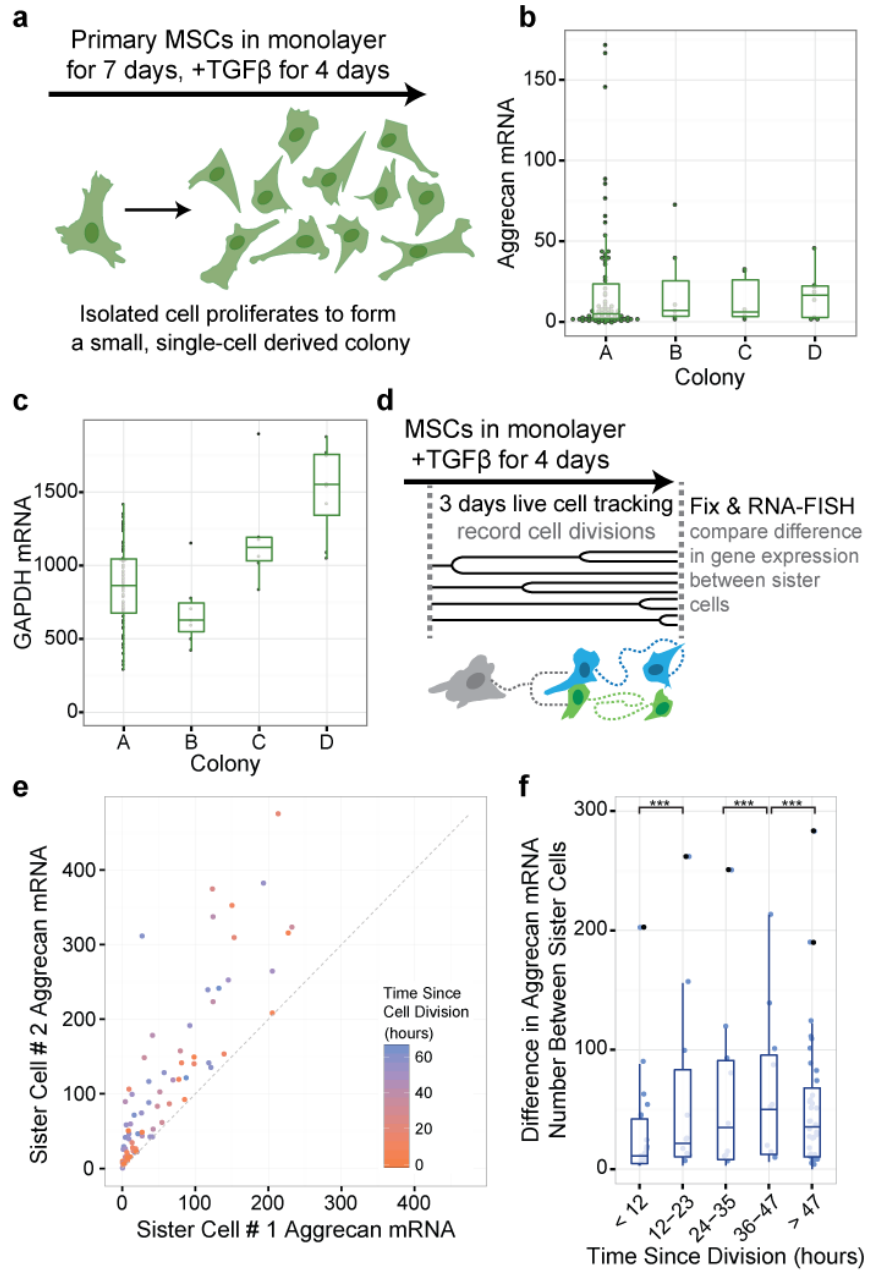 a
Primary MSCs in monolayer
for 7 days, +TGFβ for 4 days
Isolated cell proliferates to form
a small, single-cell derived colony
b
Aggrecan mRNA
150
100
50
0
A B C D
Colony
c
GAPDH mRNA
1500
1000
500
0
A B C D
Colony
d
MSCs in monolayer
+TGFβ for 4 days
3 days live cell tracking
record cell divisions
Fix & RNA-FISH
compare difference
in gene expression
between sister
cells
e
Sister Cell # 2 Aggrecan mRNA
400
300
200
100
0
0 100 200 300 400
Sister Cell # 1 Aggrecan mRNA
Time Since
Cell Division
(hours)
60
40
20
0
f
Difference in Aggrecan mRNA
Number Between Sister Cells
300
200
100
0
*** *** ***
< 12 12–23 24–35 36–47 > 47
Time Since Division (hours)